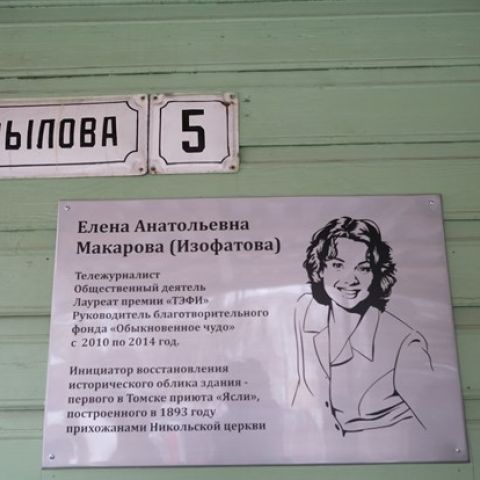 5
Елена Анатольевна
Макарова (Изофатова)
Тележурналист
Общественный деятель
Лауреат премии «ТЭФИ»
Руководитель благотворительного
фонда «Обыкновенное чудо»
с 2010 по 2014 год.
Инициатор восстановления
исторического облика здания -
первого в Томске приюта «Ясли»,
построенного в 1893 году
прихожанами Никольской церкви